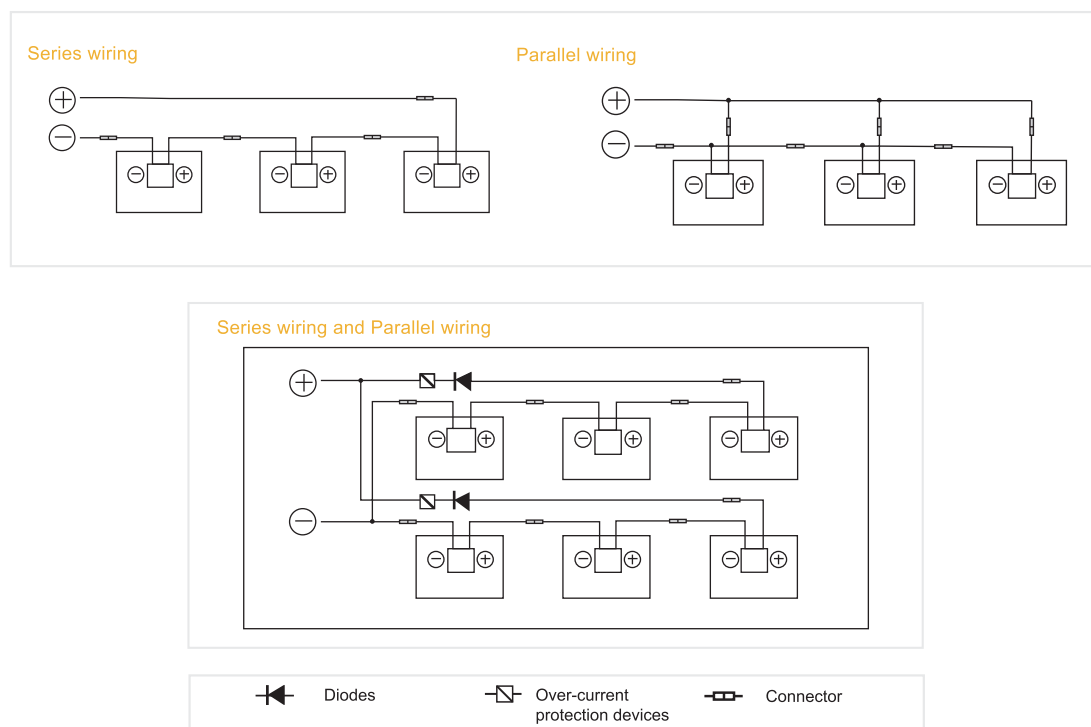 Series wiring
Parallel wiring
Series wiring and Parallel wiring
Diodes
Over-current
protection devices
Connector